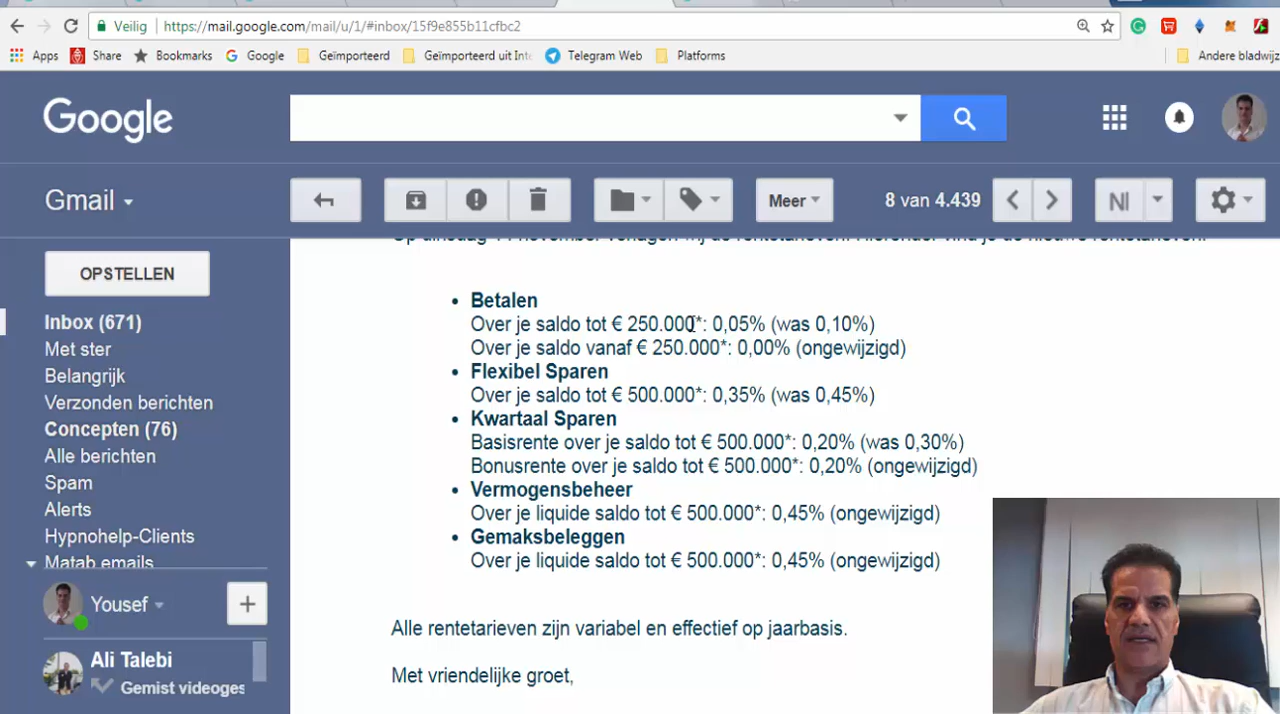 Veilig
https://mail.google.com/mail/u/1/#inbox/15f9e855b11cfbc2
Apps Share Bookmarks Google Geïmporteerd Geïmporteerd uit Inte Telegram Web Platforms Andere bladwijz
Google
Gmail
Meer
8 van 4.439
Nl
OPSTELLEN
Inbox (671)
Met ster
Belangrijk
Verzonden berichten
Concepten (76)
Alle berichten
Spam
Alerts
Hypnohelp-Clients
Matab emails
Yousef
Ali Talebi
Gemist videoges
Betalen
Over je saldo tot € 250.000*: 0,05% (was 0,10%)
Over je saldo vanaf € 250.000*: 0,00% (ongewijzigd)
Flexibel Sparen
Over je saldo tot € 500.000*: 0,35% (was 0,45%)
Kwartaal Sparen
Basisrente over je saldo tot € 500.000*: 0,20% (was 0,30%)
Bonusrente over je saldo tot € 500.000*: 0,20% (ongewijzigd)
Vermogensbeheer
Over je liquide saldo tot € 500.000*: 0,45% (ongewijzigd)
Gemaksbeleggen
Over je liquide saldo tot € 500.000*: 0,45% (ongewijzigd)
Alle rentetarieven zijn variabel en effectief op jaarbasis.
Met vriendelijke groet,